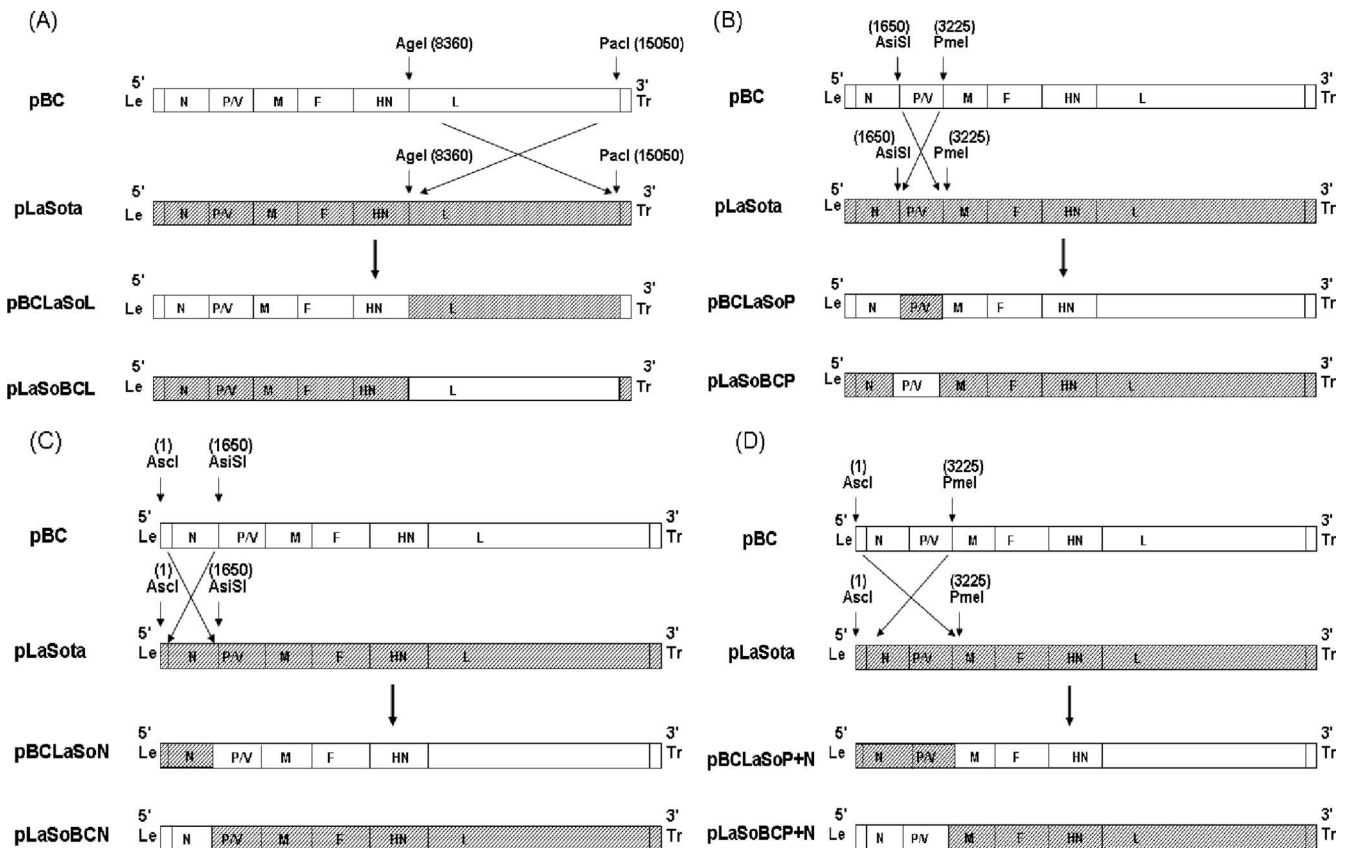 (A)
AgeI (8360) PacI (15050)
5' 3'
pBC Le N P/V M F HN L Tr
AgeI (8360) PacI (15050)
5' 3'
pLaSota Le N P/V M F HN L Tr
5' 3'
pBCLaSoL Le N P/V M F HN L Tr
5' 3'
pLaSoBCL Le N P/V M F HN L Tr
(B)
(1650) (3225)
AsiSI PmeI
5' 3'
pBC Le N P/V M F HN L Tr
(1650) (3225)
AsiSI PmeI
5' 3'
pLaSota Le N P/V M F HN L Tr
5' 3'
pBCLaSoP Le N P/V M F HN Tr
5' 3'
pLaSoBCP Le N P/V M F HN L Tr
(C)
(1) (1650)
AscI AsiSI
5' 3'
pBC Le N P/V M F HN L Tr
(1) (1650)
AscI AsiSI
5' 3'
pLaSota Le N P/V M F HN L Tr
5' 3'
pBCLaSoN Le N P/V M F HN Tr
5' 3'
pLaSoBCN Le N P/V M F HN L Tr
(D)
(1) (3225)
AscI PmeI
5' 3'
pBC Le N P/V M F HN L Tr
(1) (3225)
AscI PmeI
5' 3'
pLaSota Le N P/V M F HN L Tr
5' 3'
pBCLaSoP+N Le N P/V M F HN Tr
5' 3'
pLaSoBCP+N Le N P/V M F HN L Tr